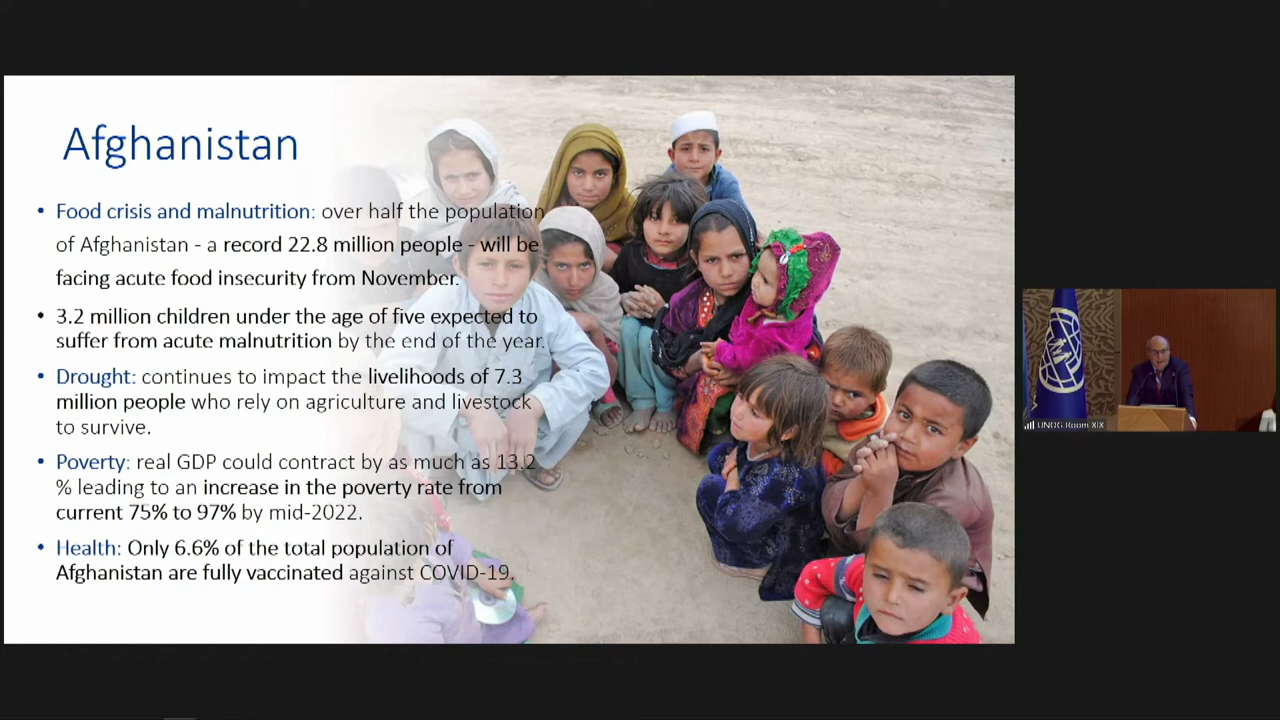 Afghanistan
• Food crisis and malnutrition: over half the population
of Afghanistan - a record 22.8 million people - will be
facing acute food insecurity from November.
• 3.2 million children under the age of five expected to
suffer from acute malnutrition by the end of the year.
• Drought: continues to impact the livelihoods of 7.3
million people who rely on agriculture and livestock
to survive.
• Poverty: real GDP could contract by as much as 13.2
% leading to an increase in the poverty rate from
current 75% to 97% by mid-2022.
• Health: Only 6.6% of the total population of
Afghanistan are fully vaccinated against COVID-19.
UNOG Room XIX